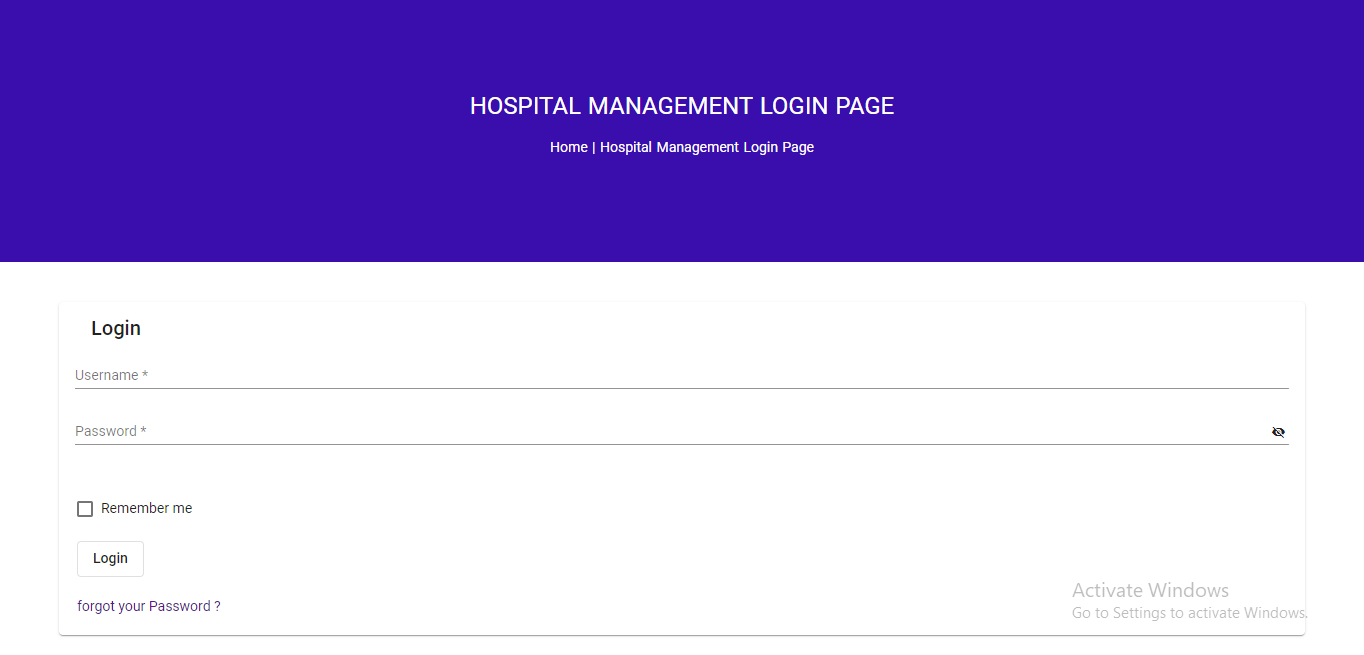 HOSPITAL MANAGEMENT LOGIN PAGE
Home | Hospital Management Login Page
Login
Username *
Password *
Remember me
Login
forgot your Password ?
Activate Windows
Go to Settings to activate Windows.